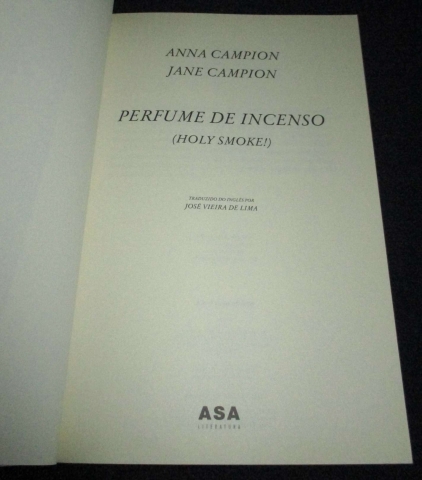 ANNA CAMPION
JANE CAMPION
PERFUME DE INCENSO
(HOLY SMOKE!)
TRADUZIDO DO INGLÊS POR
JOSÉ VIEIRA DE LIMA
ASA
LITERATURA